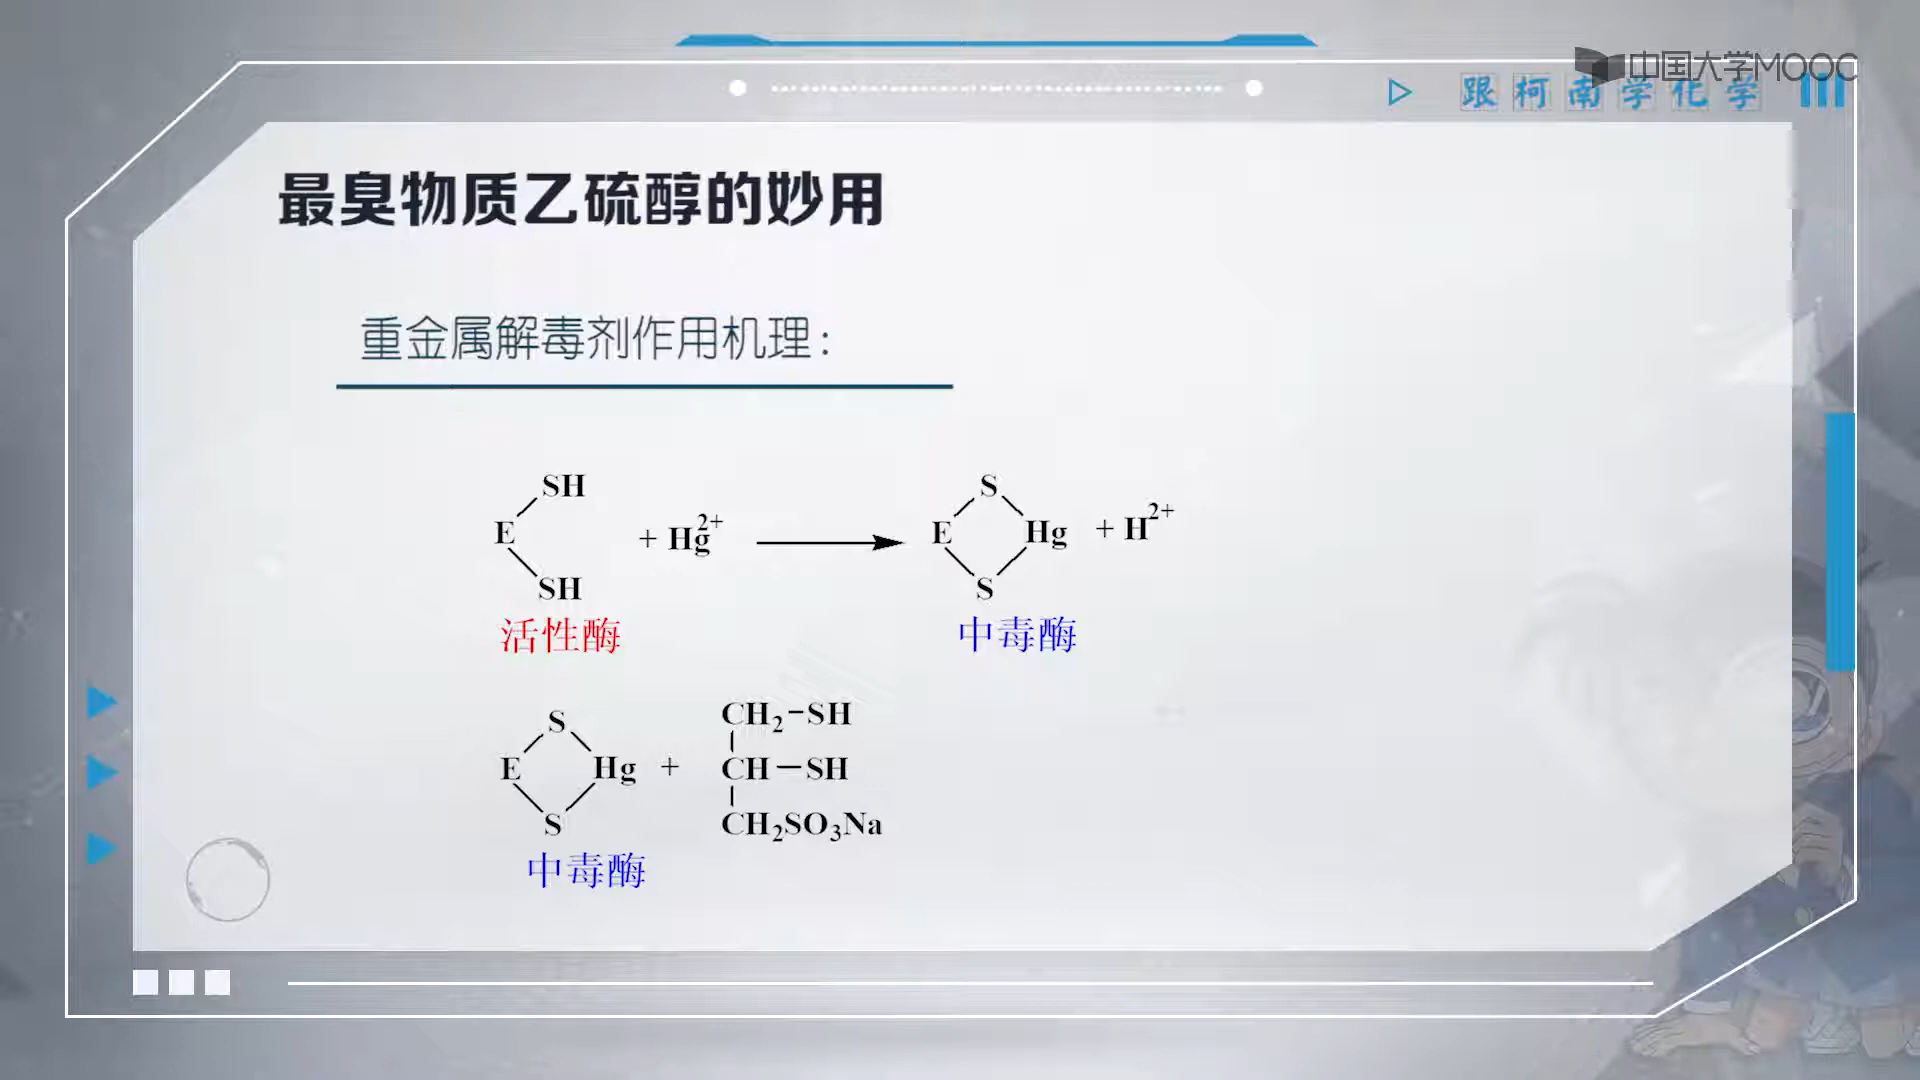 中国大学MOOC
跟柯南学化学
最臭物质乙硫醇的妙用
重金属解毒剂作用机理：
SH
E
SH
+ Hg2+
S
E
Hg
S
+ H2+
活性酶
中毒酶
S
E
Hg
S
+
CH2-SH
CH-SH
CH2SO3Na
中毒酶